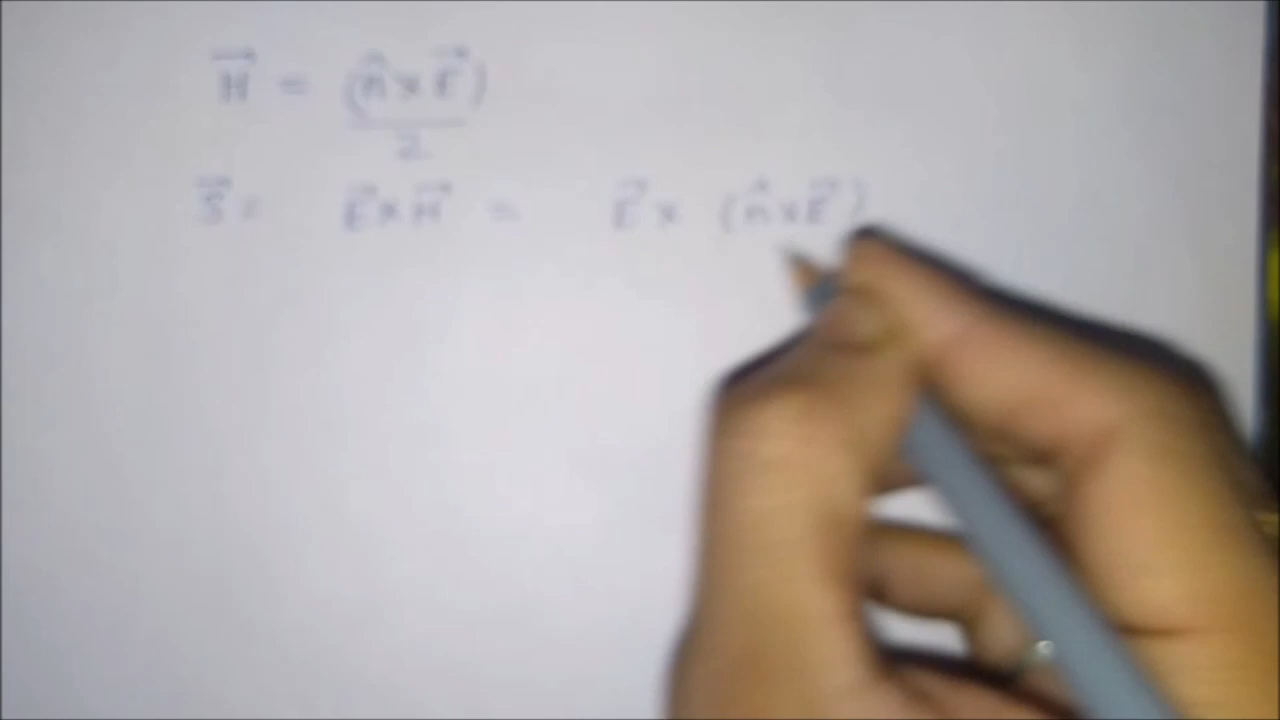 H⃗ = (n̂×E⃗)/2
S⃗ = E⃗×H⃗ = E⃗× (n̂×E⃗)